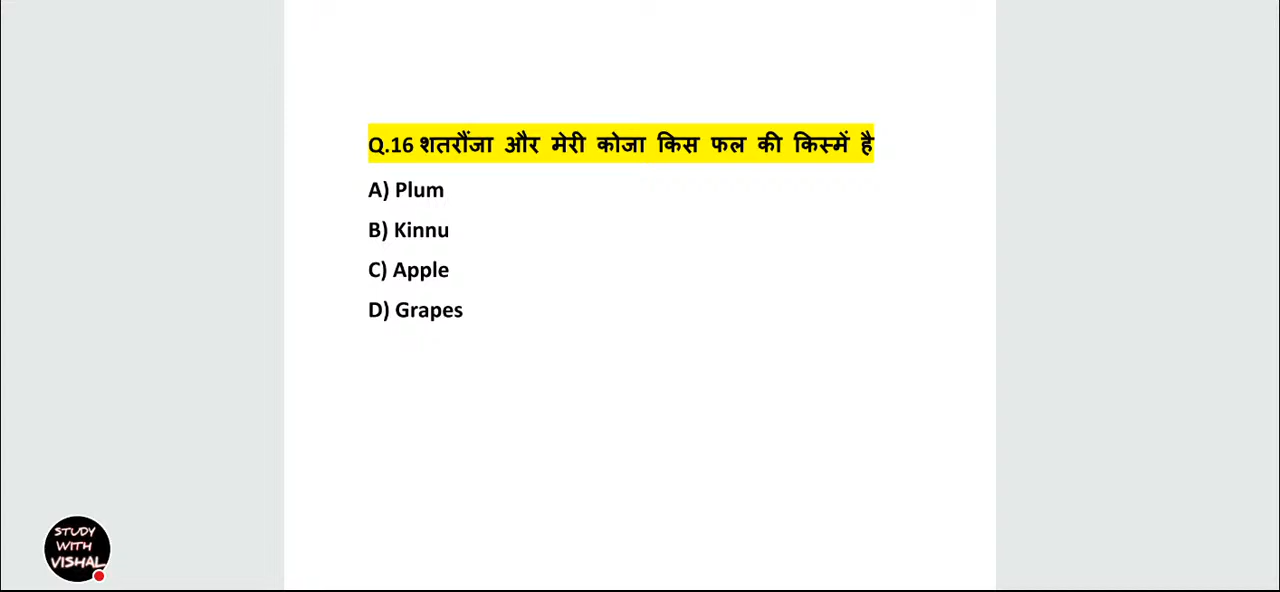 Q.16 शतरौंजा और मेरी कोजा किस फल की किस्में है
A) Plum
B) Kinnu
C) Apple
D) Grapes
STUDY
WITH
VISHAL